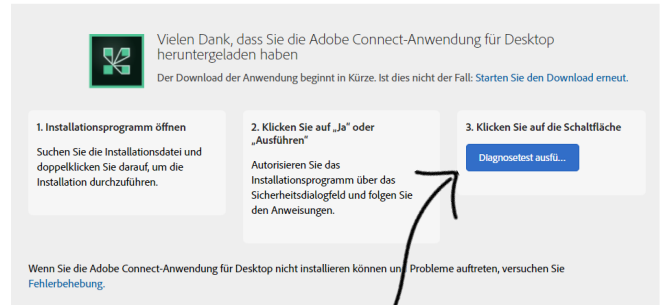 Vielen Dank, dass Sie die Adobe Connect-Anwendung für Desktop
heruntergeladen haben
Der Download der Anwendung beginnt in Kürze. Ist dies nicht der Fall: Starten Sie den Download erneut.
1. Installationsprogramm öffnen
Suchen Sie die Installationsdatei und
doppelklicken Sie darauf, um die
Installation durchzuführen.
2. Klicken Sie auf „Ja" oder
„Ausführen"
Autorisieren Sie das
Installationsprogramm über das
Sicherheitsdialogfeld und folgen Sie
den Anweisungen.
3. Klicken Sie auf die Schaltfläche
Diagnosetest ausfü...
Wenn Sie die Adobe Connect-Anwendung für Desktop nicht installieren können und Probleme auftreten, versuchen Sie
Fehlerbehebung.